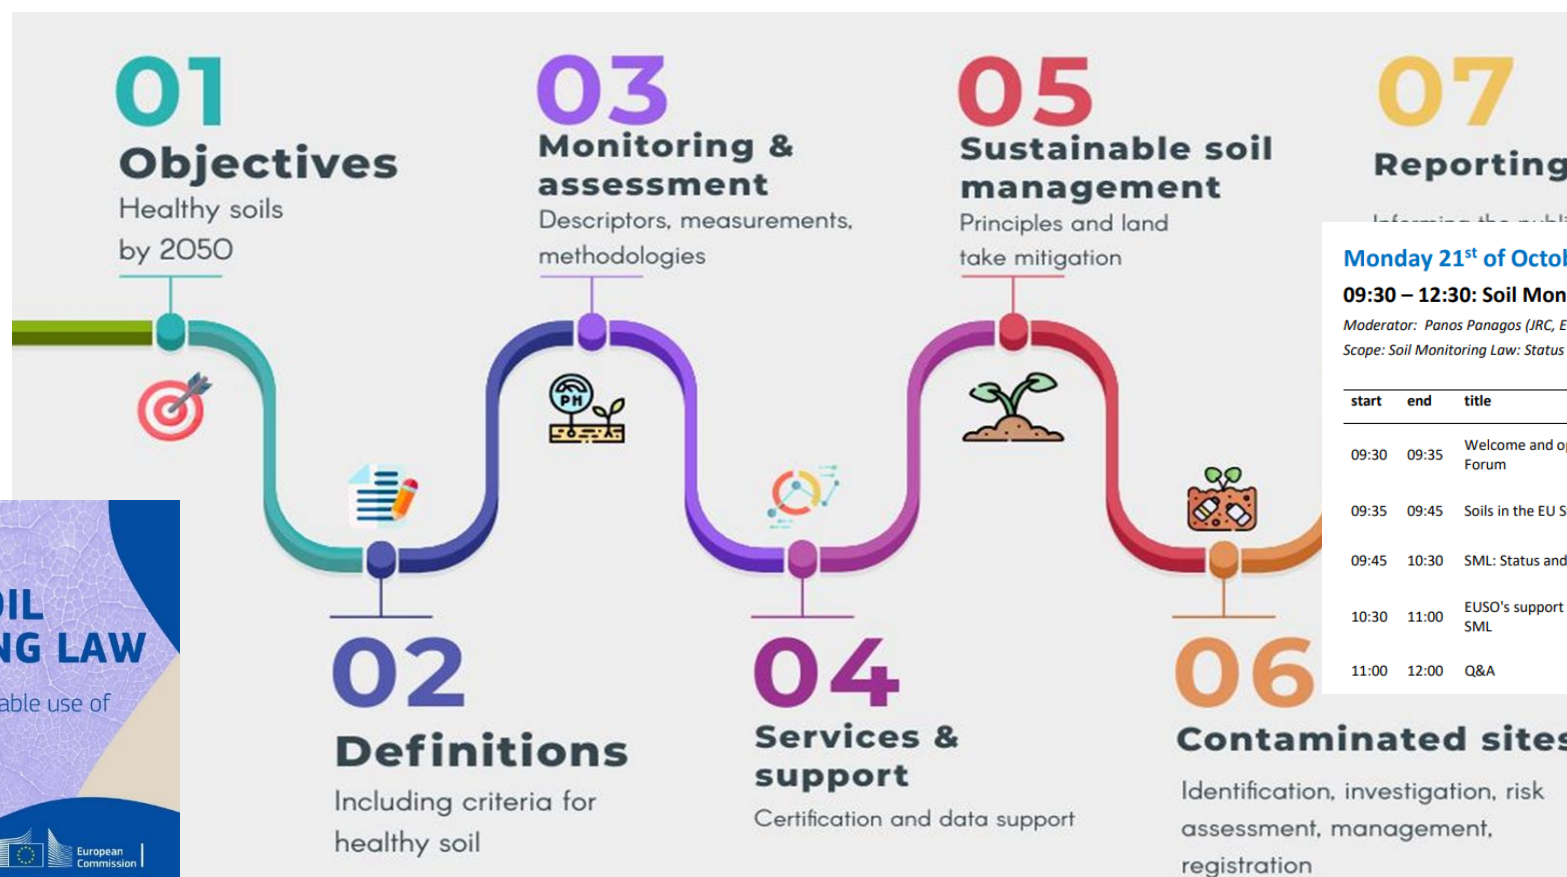 01
Objectives
Healthy soils
by 2050
03
Monitoring &
assessment
Descriptors, measurements,
methodologies
05
Sustainable soil
management
Principles and land
take mitigation
07
Reporting
Monday 21st of
09:30 – 12:30: Soil
Moderator: Panos Panagos (JRC,
Scope: Soil Monitoring Law: Status
start end title
09:30 09:35 Welcome and
Forum
09:35 09:45 Soils in the EU
09:45 10:30 SML: Status and
10:30 11:00 EUSO's support
SML
11:00 12:00 Q&A
PH
LAW
use of
European
Commission
02
Definitions
Including criteria for
healthy soil
04
Services &
support
Certification and data support
06
Contaminated sites
Identification, investigation, risk
assessment, management,
registration